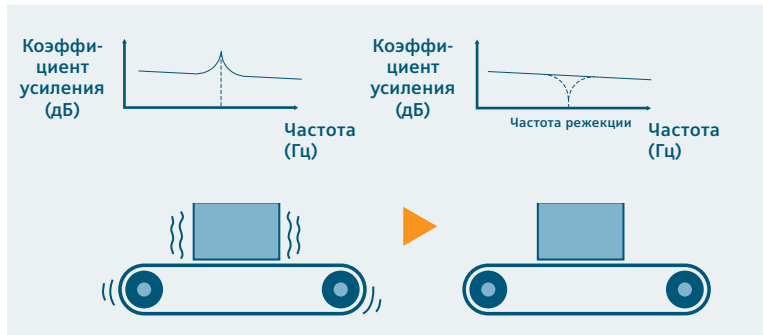 Коэффи-
циент
усиления
(дБ)
Частота
(Гц)
Коэффи-
циент
усиления
(дБ)
Частота режекции
Частота
(Гц)